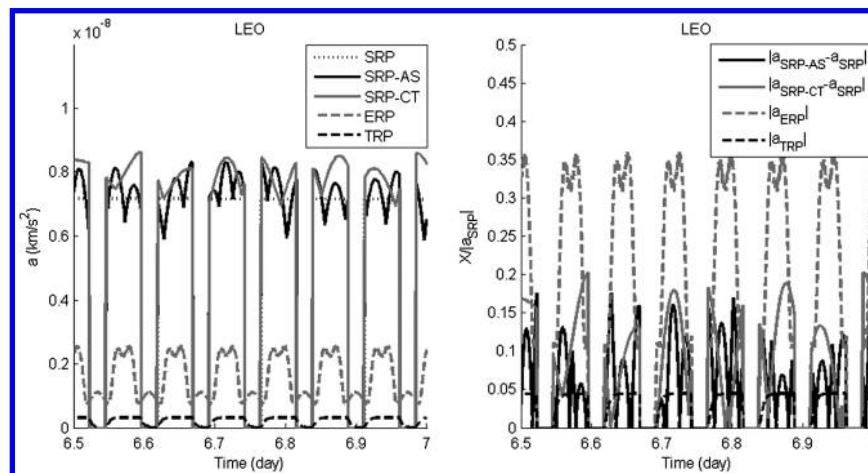 x 10⁻⁸
LEO
SRP
SRP-AS
SRP-CT
ERP
TRP
1
0.8
0.6
0.4
0.2
0
a (km/s²)
6.5
6.6
6.7
6.8
6.9
7
Time (day)
LEO
|a_SRP-AS-a_SRP|
|a_SRP-CT-a_SRP|
|a_ERP|
|a_TRP|
0.5
0.45
0.4
0.35
0.3
0.25
0.2
0.15
0.1
0.05
0
X/|a_SRP|
6.5
6.6
6.7
6.8
6.9
Time (day)